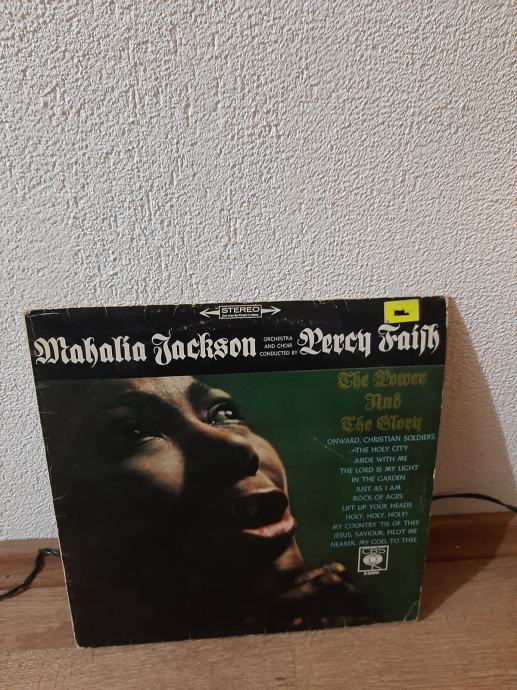 STEREO
Mahalia Jackson
ORCHESTRA
AND CHOIR
CONDUCTED BY
Percy Faith
The Power
And
The Glory
ONWARD, CHRISTIAN SOLDIERS
THE HOLY CITY
ABIDE WITH ME
THE LORD IS MY LIGHT
IN THE GARDEN
JUST AS I AM
ROCK OF AGES
LIFT UP YOUR HEADS
HOLY, HOLY, HOLY!
MY COUNTRY 'TIS OF THEE
JESUS, SAVIOUR, PILOT ME
NEARER, MY GOD, TO THEE
CBS